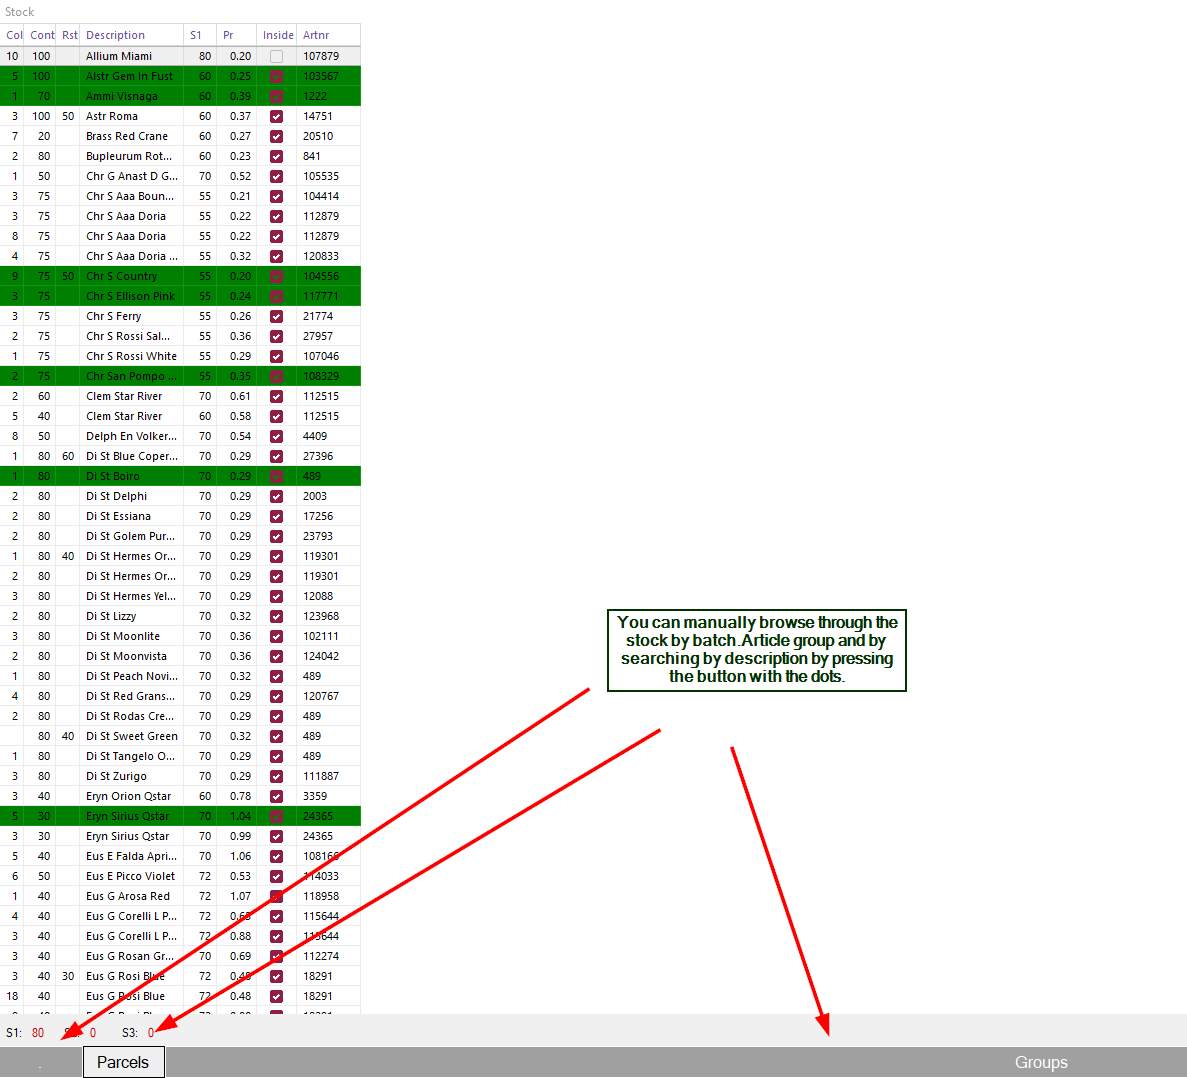 Stock
Col Cont Rst Description S1 Pr Inside Artnr
10 100 Allium Miami 80 0.20 107879
5 100 Alstr Gem In Fust 60 0.25 103567
1 70 Ammi Visnaga 60 0.39 1222
3 100 50 Astr Roma 60 0.37 14751
7 20 Brass Red Crane 60 0.27 20510
2 80 Bupleurum Rot... 60 0.23 841
1 50 Chr G Anast D G... 70 0.52 105535
3 75 Chr S Aaa Boun... 55 0.21 104414
3 75 Chr S Aaa Doria 55 0.22 112879
8 75 Chr S Aaa Doria 55 0.22 112879
4 75 Chr S Aaa Doria ... 55 0.32 120833
9 75 50 Chr S Country 55 0.20 104556
3 75 Chr S Ellison Pink 55 0.24 117771
3 75 Chr S Ferry 55 0.26 21774
2 75 Chr S Rossi Sal... 55 0.36 27957
1 75 Chr S Rossi White 55 0.29 107046
2 75 Chr San Pompo ... 55 0.35 108329
2 60 Clem Star River 70 0.61 112515
5 40 Clem Star River 60 0.58 112515
8 50 Delph En Volker... 70 0.54 4409
1 80 60 Di St Blue Coper... 70 0.29 27396
1 80 Di St Boiro 70 0.29 489
2 80 Di St Delphi 70 0.29 2003
2 80 Di St Essiana 70 0.29 17256
2 80 Di St Golem Pur... 70 0.29 23793
1 80 40 Di St Hermes Or... 70 0.29 119301
2 80 Di St Hermes Or... 70 0.29 119301
3 80 Di St Hermes Yel... 70 0.29 12088
2 80 Di St Lizzy 70 0.32 123968
3 80 Di St Moonlite 70 0.36 102111
2 80 Di St Moonvista 70 0.36 124042
1 80 Di St Peach Novi... 70 0.32 489
4 80 Di St Red Grans... 70 0.29 120767
2 80 Di St Rodas Cre... 70 0.29 489
80 40 Di St Sweet Green 70 0.32 489
1 80 Di St Tangelo O... 70 0.29 489
3 80 Di St Zurigo 70 0.29 111887
3 40 Eryn Orion Qstar 60 0.78 3359
5 30 Eryn Sirius Qstar 70 1.04 24365
3 30 Eryn Sirius Qstar 70 0.99 24365
5 40 Eus E Falda Apri... 70 1.06 108166
6 50 Eus E Picco Violet 72 0.53 114033
1 40 Eus G Arosa Red 72 1.07 118958
4 40 Eus G Corelli L P... 72 115644
3 40 Eus G Corelli L P... 72 0.88 115644
3 40 Eus G Rosan Gr... 70 0.69 112274
3 40 30 Eus G Rosi Blue 72 0.48 18291
18 40 Eus G Rosi Blue 72 0.48 18291
You can manually browse through the
stock by batch.Article group and by
searching by description by pressing
the button with the dots.
S1: 80 0 S3: 0
. Parcels Groups